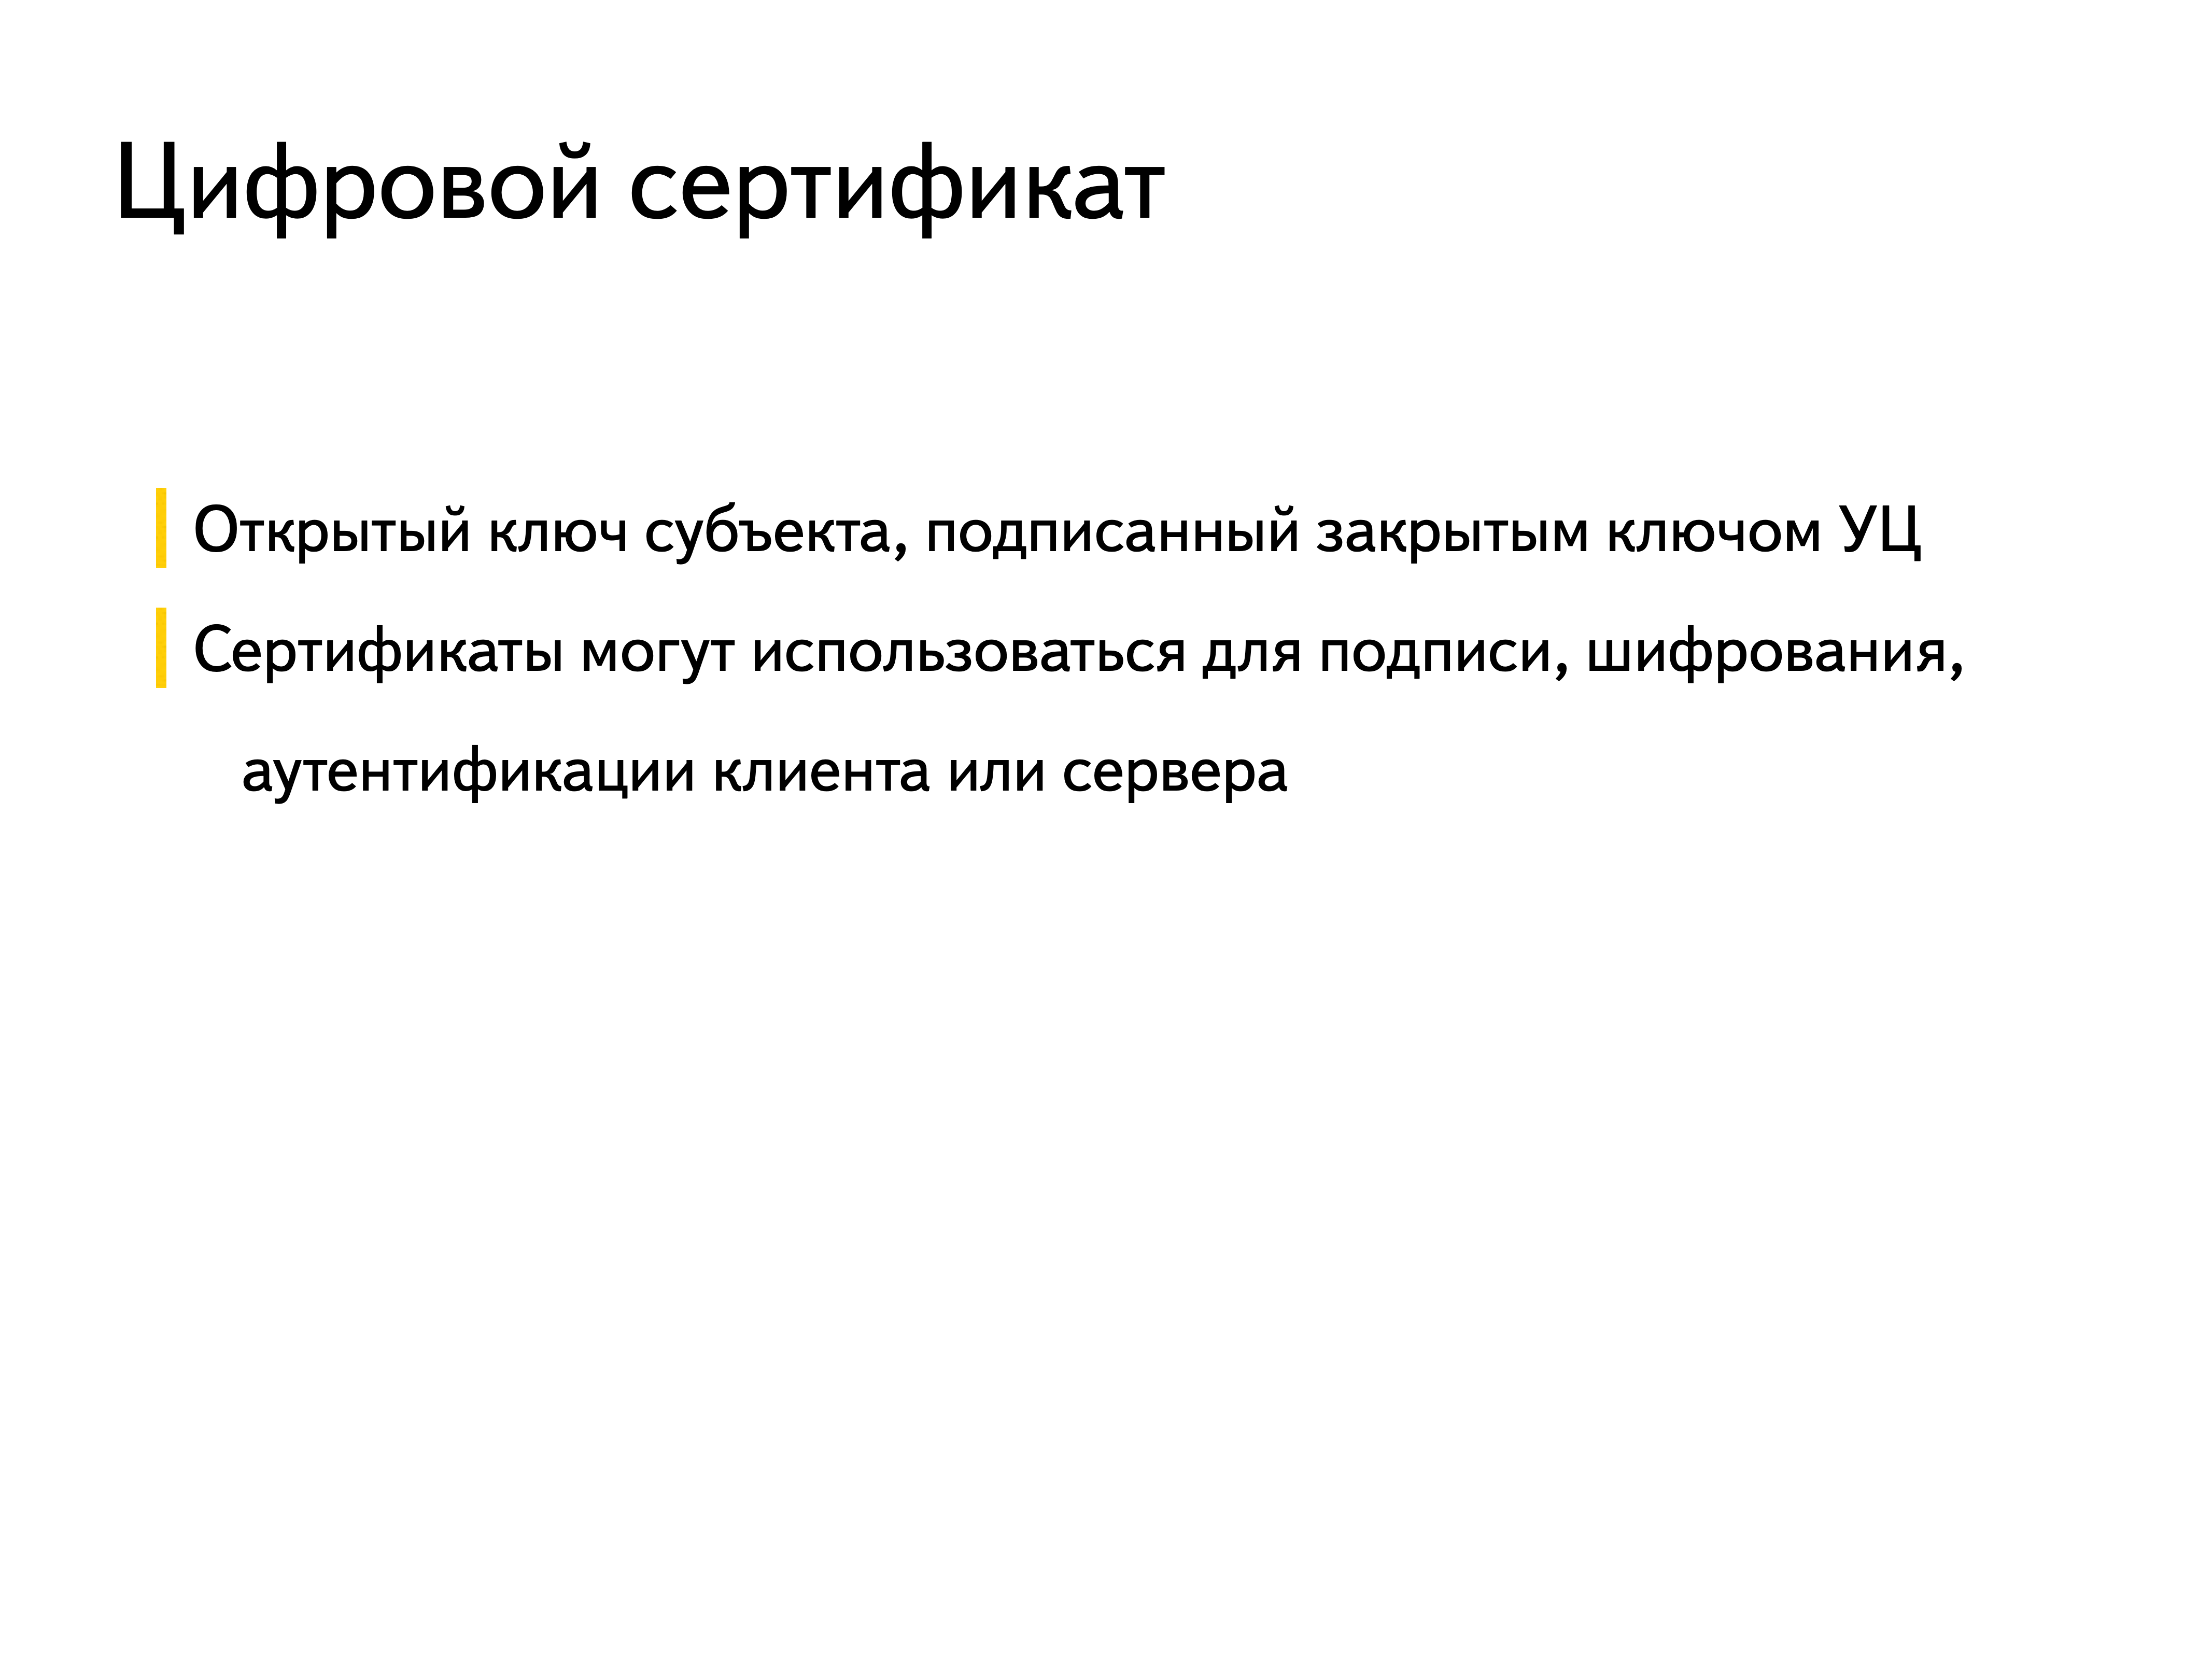 Цифровой сертификат
Открытый ключ субъекта, подписанный закрытым ключом УЦ
Сертификаты могут использоваться для подписи, шифрования,
аутентификации клиента или сервера